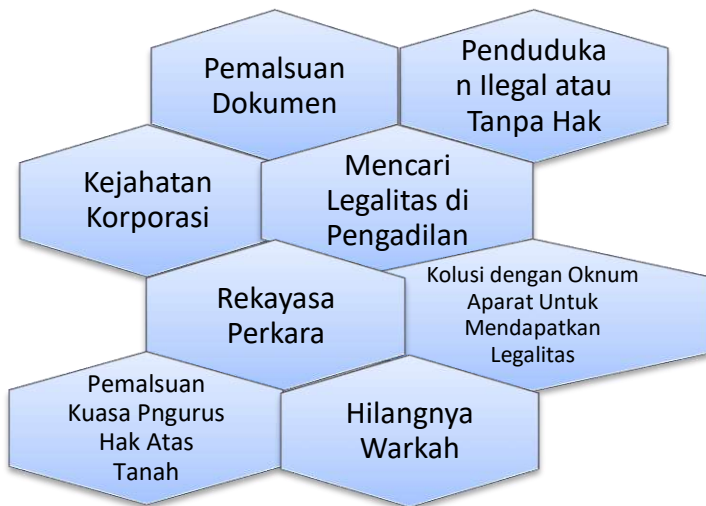 Pemalsuan
Dokumen
Penduduka
n Ilegal atau
Tanpa Hak
Kejahatan
Korporasi
Mencari
Legalitas di
Pengadilan
Rekayasa
Perkara
Kolusi dengan Oknum
Aparat Untuk
Mendapatkan
Legalitas
Pemalsuan
Kuasa Pngurus
Hak Atas
Tanah
Hilangnya
Warkah